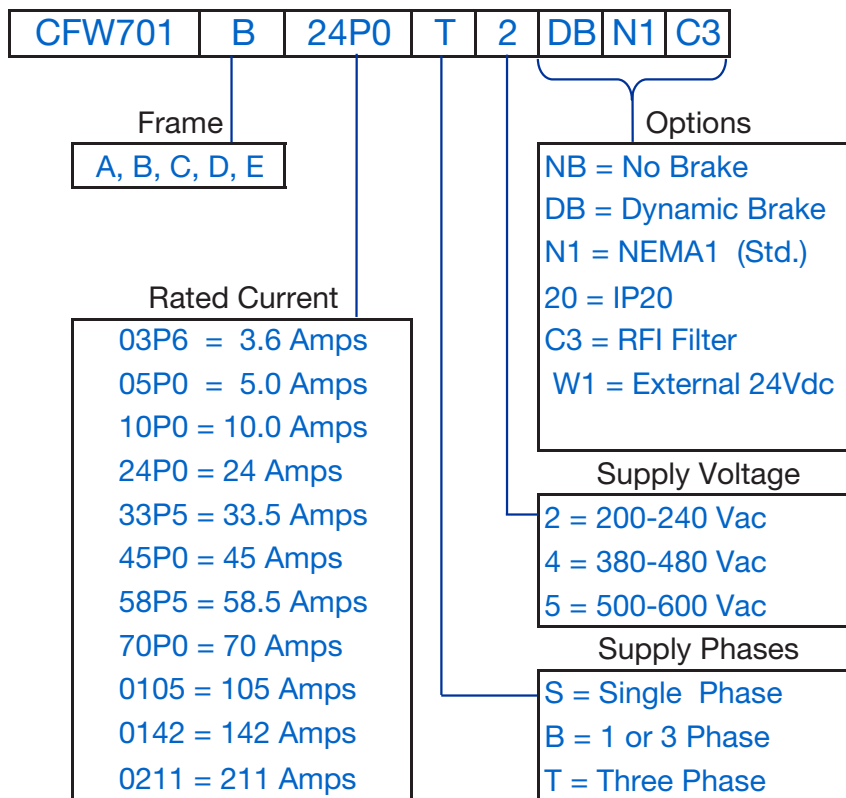 CFW701 B 24P0 T 2 DB N1 C3
Frame
A, B, C, D, E
Rated Current
03P6 = 3.6 Amps
05P0 = 5.0 Amps
10P0 = 10.0 Amps
24P0 = 24 Amps
33P5 = 33.5 Amps
45P0 = 45 Amps
58P5 = 58.5 Amps
70P0 = 70 Amps
0105 = 105 Amps
0142 = 142 Amps
0211 = 211 Amps
Options
NB = No Brake
DB = Dynamic Brake
N1 = NEMA1 (Std.)
20 = IP20
C3 = RFI Filter
W1 = External 24Vdc
Supply Voltage
2 = 200-240 Vac
4 = 380-480 Vac
5 = 500-600 Vac
Supply Phases
S = Single Phase
B = 1 or 3 Phase
T = Three Phase